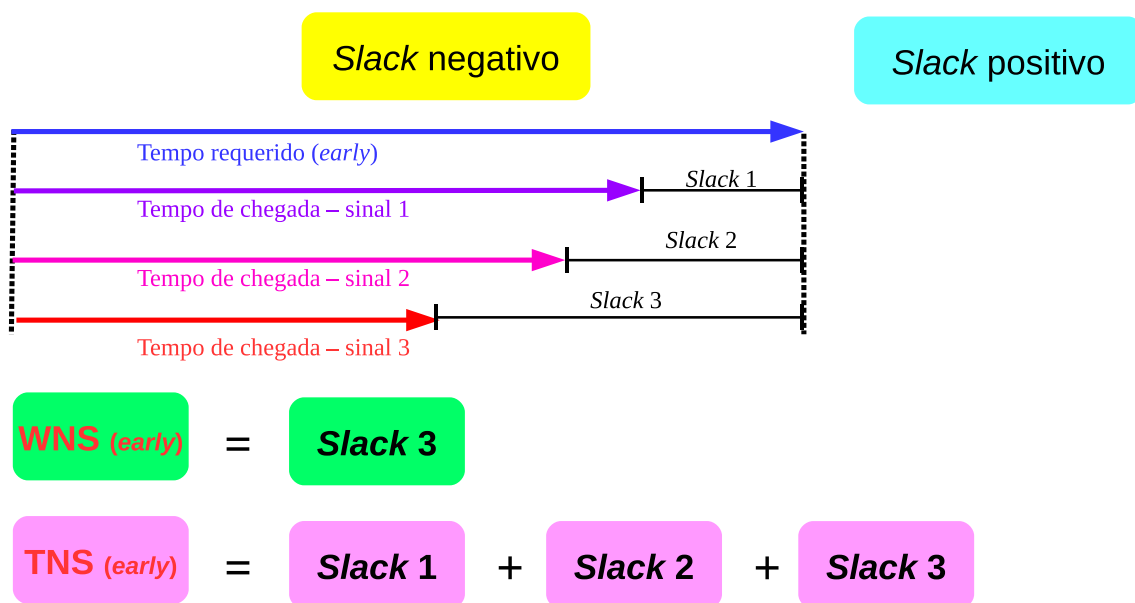 Slack negativo
Slack positivo
Tempo requerido (early)
Slack 1
Tempo de chegada – sinal 1
Slack 2
Tempo de chegada – sinal 2
Slack 3
Tempo de chegada – sinal 3
WNS (early) = Slack 3
TNS (early) = Slack 1 + Slack 2 + Slack 3